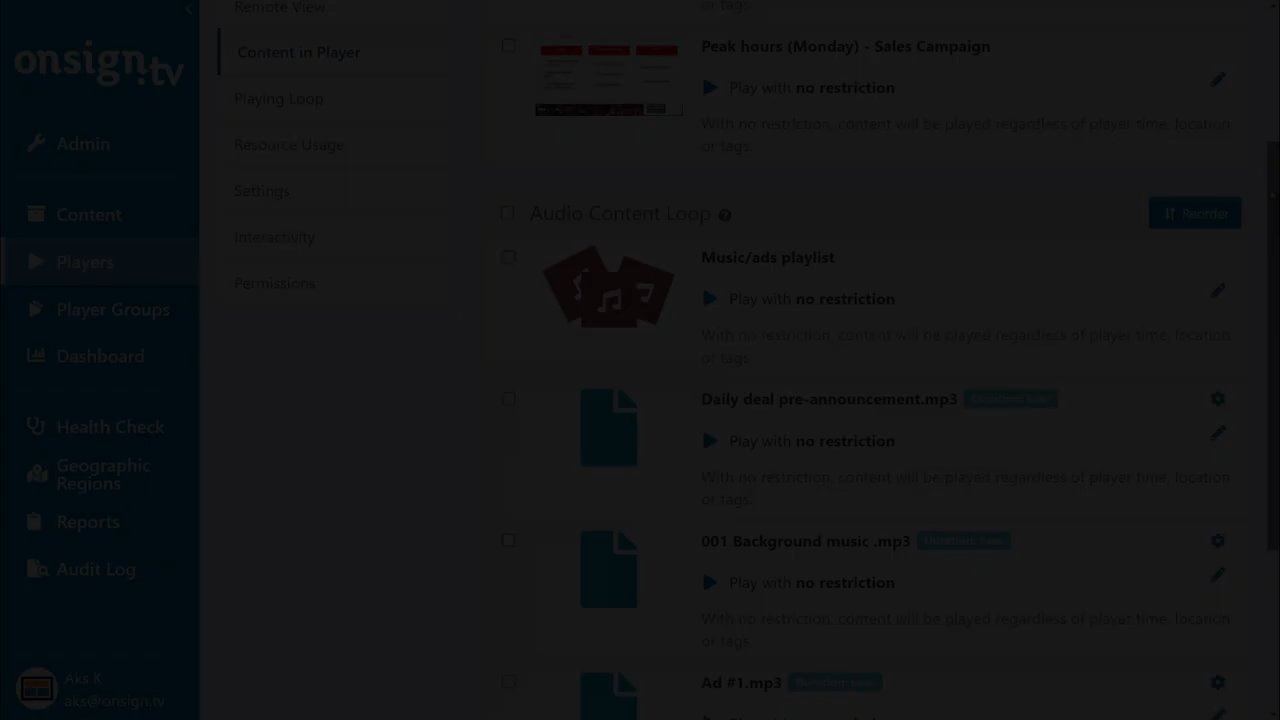 onsign.tv
Admin
Content
Players
Player Groups
Dashboard
Health Check
Geographic
Regions
Reports
Audit Log
Aks K
aks@onsign.tv
Remote View
Content in Player
Playing Loop
Resource Usage
Settings
Interactivity
Permissions
or tags.
Peak hours (Monday) - Sales Campaign
Play with no restriction
With no restriction, content will be played regardless of player time, location
or tags.
Audio Content Loop
Reorder
Music/ads playlist
Play with no restriction
With no restriction, content will be played regardless of player time, location
or tags.
Daily deal pre-announcement.mp3
Play with no restriction
With no restriction, content will be played regardless of player time, location
or tags.
001 Background music .mp3
Play with no restriction
With no restriction, content will be played regardless of player time, location
or tags.
Ad #1.mp3